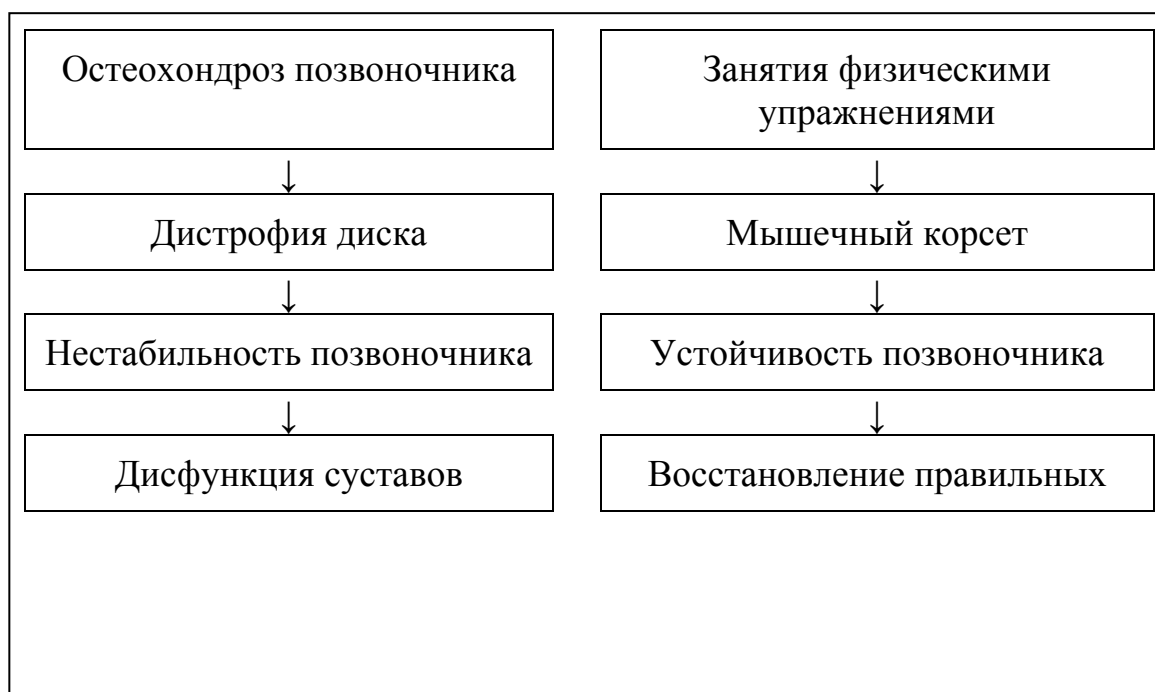 Остеохондроз позвоночника
↓
Дистрофия диска
↓
Нестабильность позвоночника
↓
Дисфункция суставов
Занятия физическими
упражнениями
↓
Мышечный корсет
↓
Устойчивость позвоночника
↓
Восстановление правильных